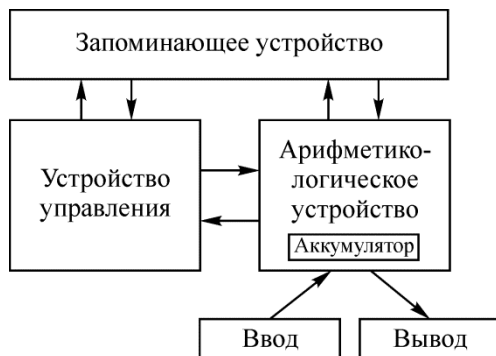 Запоминающее устройство
Устройство
управления
Арифметико-
логическое
устройство
Аккумулятор
Ввод
Вывод